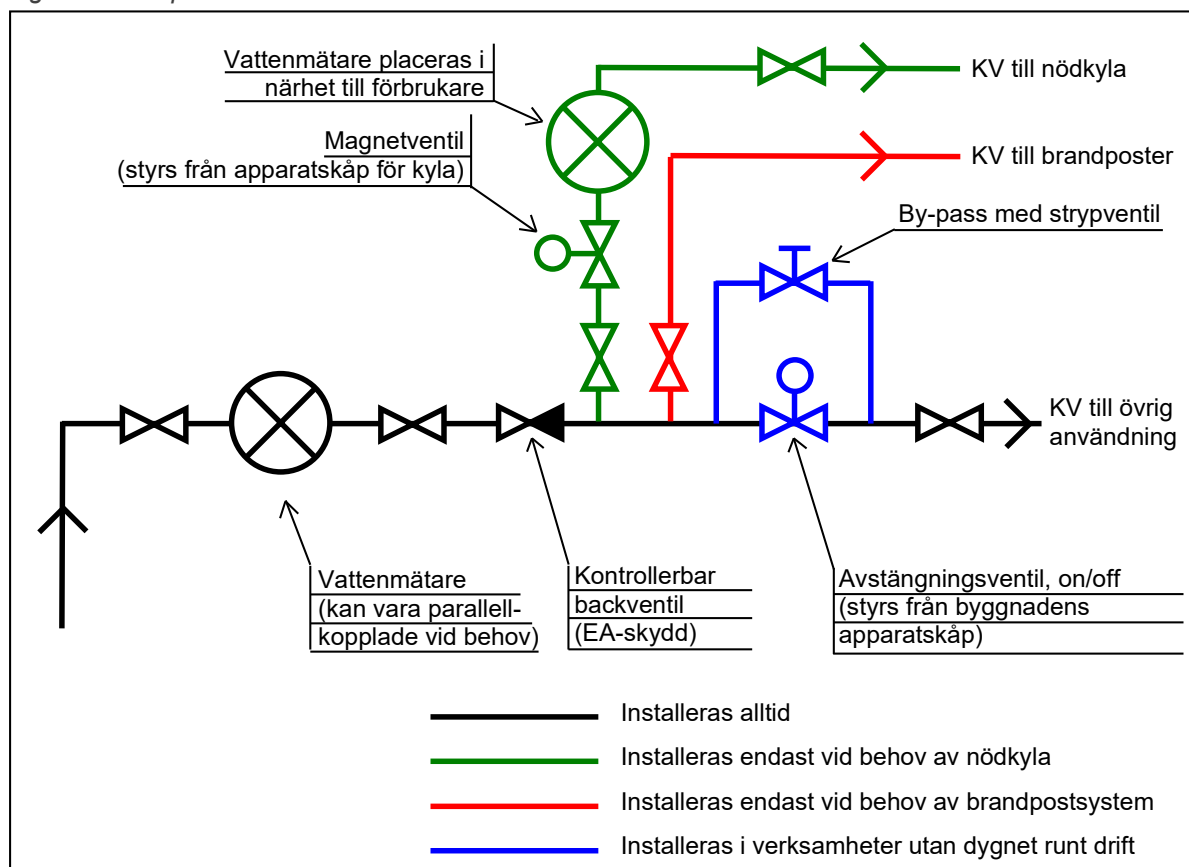 Vattenmätare placeras i
närhet till förbrukare
KV till nödkyla
Magnetventil
(styrs från apparatskåp för kyla)
KV till brandposter
By-pass med strypventil
KV till övrig
användning
Vattenmätare
(kan vara parallell-
kopplade vid behov)
Kontrollerbar
backventil
(EA-skydd)
Avstängningsventil, on/off
(styrs från byggnadens
apparatskåp)
Installeras alltid
Installeras endast vid behov av nödkyla
Installeras endast vid behov av brandpostsystem
Installeras i verksamheter utan dygnet runt drift